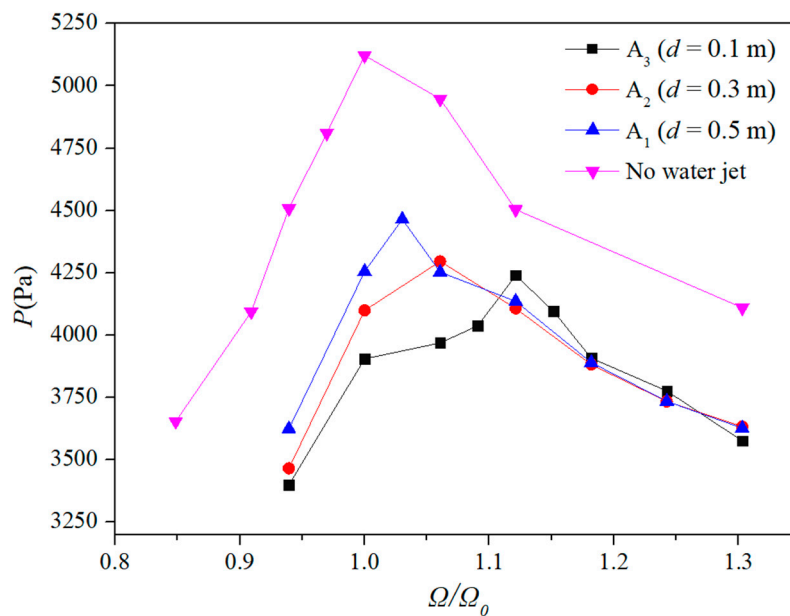 5250
5000
4750
4500
4250
4000
3750
3500
3250
P(Pa)
A₃ (d = 0.1 m)
A₂ (d = 0.3 m)
A₁ (d = 0.5 m)
No water jet
0.8 0.9 1.0 1.1 1.2 1.3
Ω/Ω₀